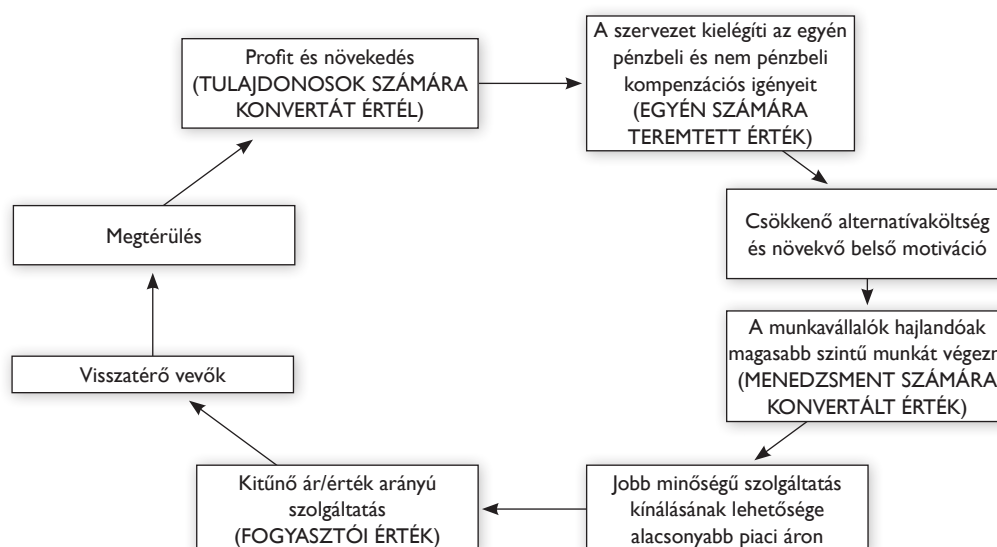 Profit és növekedés
(TULAJDONOSOK SZÁMÁRA
KONVERTÁT ÉRTÉL)
A szervezet kielégíti az egyén
pénzbeli és nem pénzbeli
kompenzációs igényeit
(EGYÉN SZÁMÁRA
TEREMTETT ÉRTÉK)
Csökkenő alternatívaköltség
és növekvő belső motiváció
A munkavállalók hajlandóak
magasabb szintű munkát
(MENEDZSMENT SZÁMÁRA
KONVERTÁLT ÉRTÉK)
Jobb minőségű szolgáltatás
kínálásának lehetősége
alacsonyabb piaci áron
Kitűnő ár/érték arányú
szolgáltatás
(FOGYASZTÓI ÉRTÉK)
Visszatérő vevők
Megtérülés